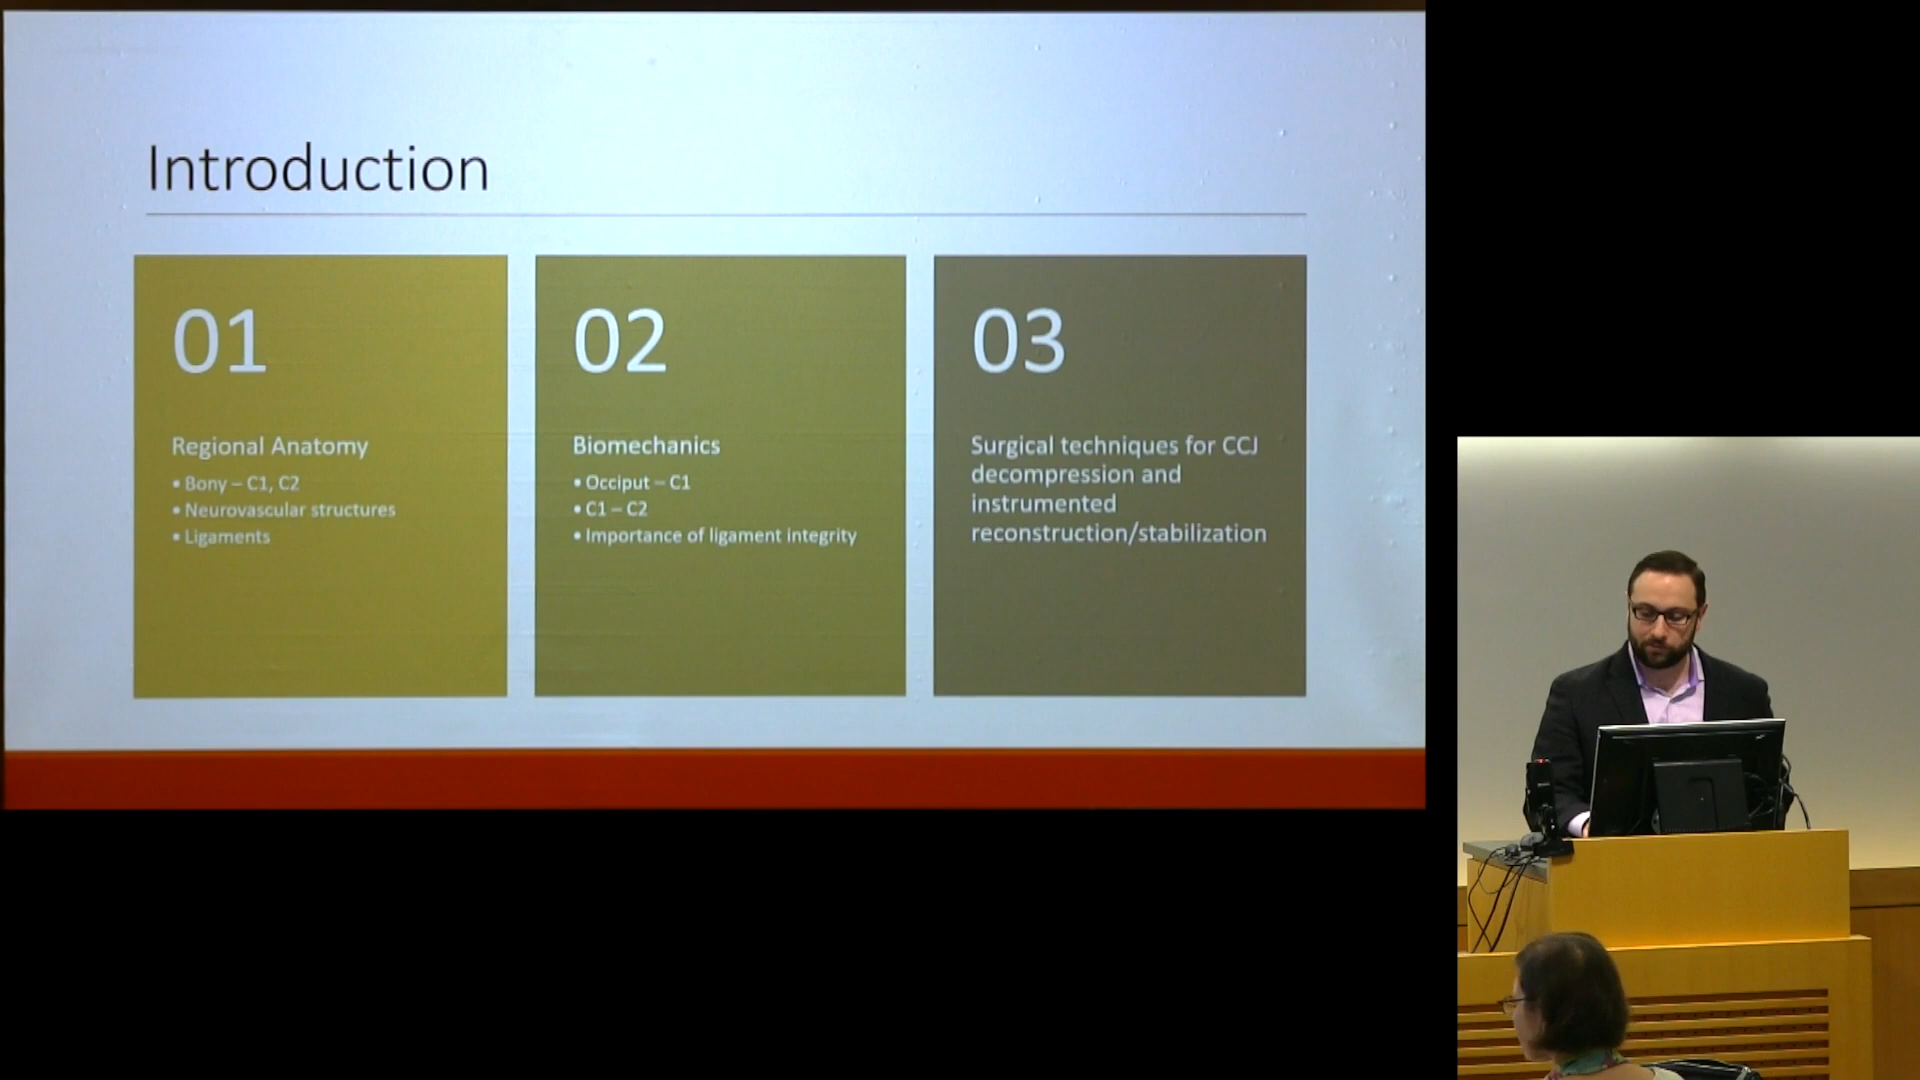 Introduction
01
Regional Anatomy
• Bony – C1, C2
• Neurovascular structures
• Ligaments
02
Biomechanics
• Occiput – C1
• C1 – C2
• Importance of ligament integrity
03
Surgical techniques for CCJ
decompression and
instrumented
reconstruction/stabilization